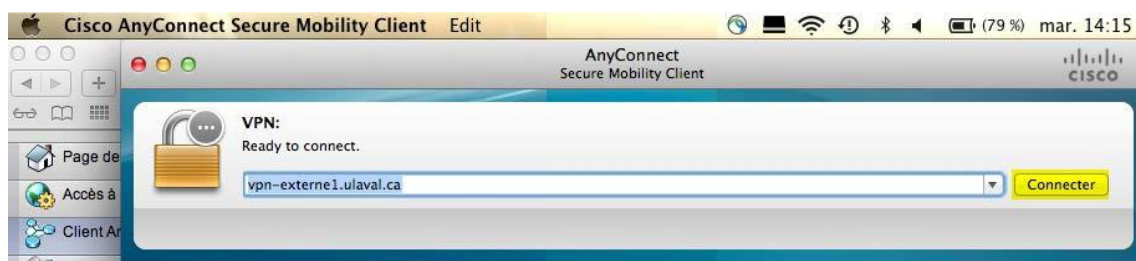 Cisco AnyConnect Secure Mobility Client Edit (79 %) mar. 14:15
AnyConnect
Secure Mobility Client
CISCO
VPN:
Ready to connect.
vpn-externe1.ulaval.ca
Connecter
Page de
Accès à
Client An